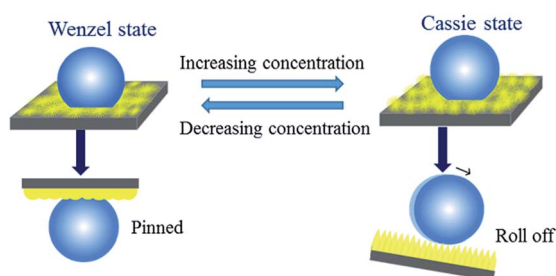 Wenzel state
Cassie state
Increasing concentration
Decreasing concentration
Pinned
Roll off